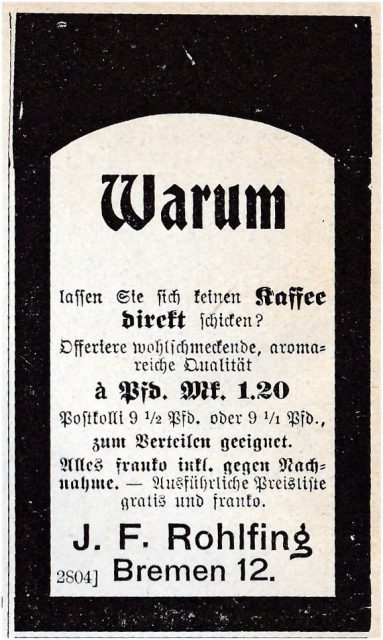 Warum
lassen Sie sich keinen Kaffee
direkt schicken?
Offeriere wohlschmeckende, aroma-
reiche Qualität
à Pfd. Mk. 1.20
Postkolli 9 1/2 Pfd. oder 9 1/1 Pfd.,
zum Verteilen geeignet.
Alles franko inkl. gegen Nach-
nahme. — Ausführliche Preisliste
gratis und franko.
J. F. Rohlfing
2804] Bremen 12.